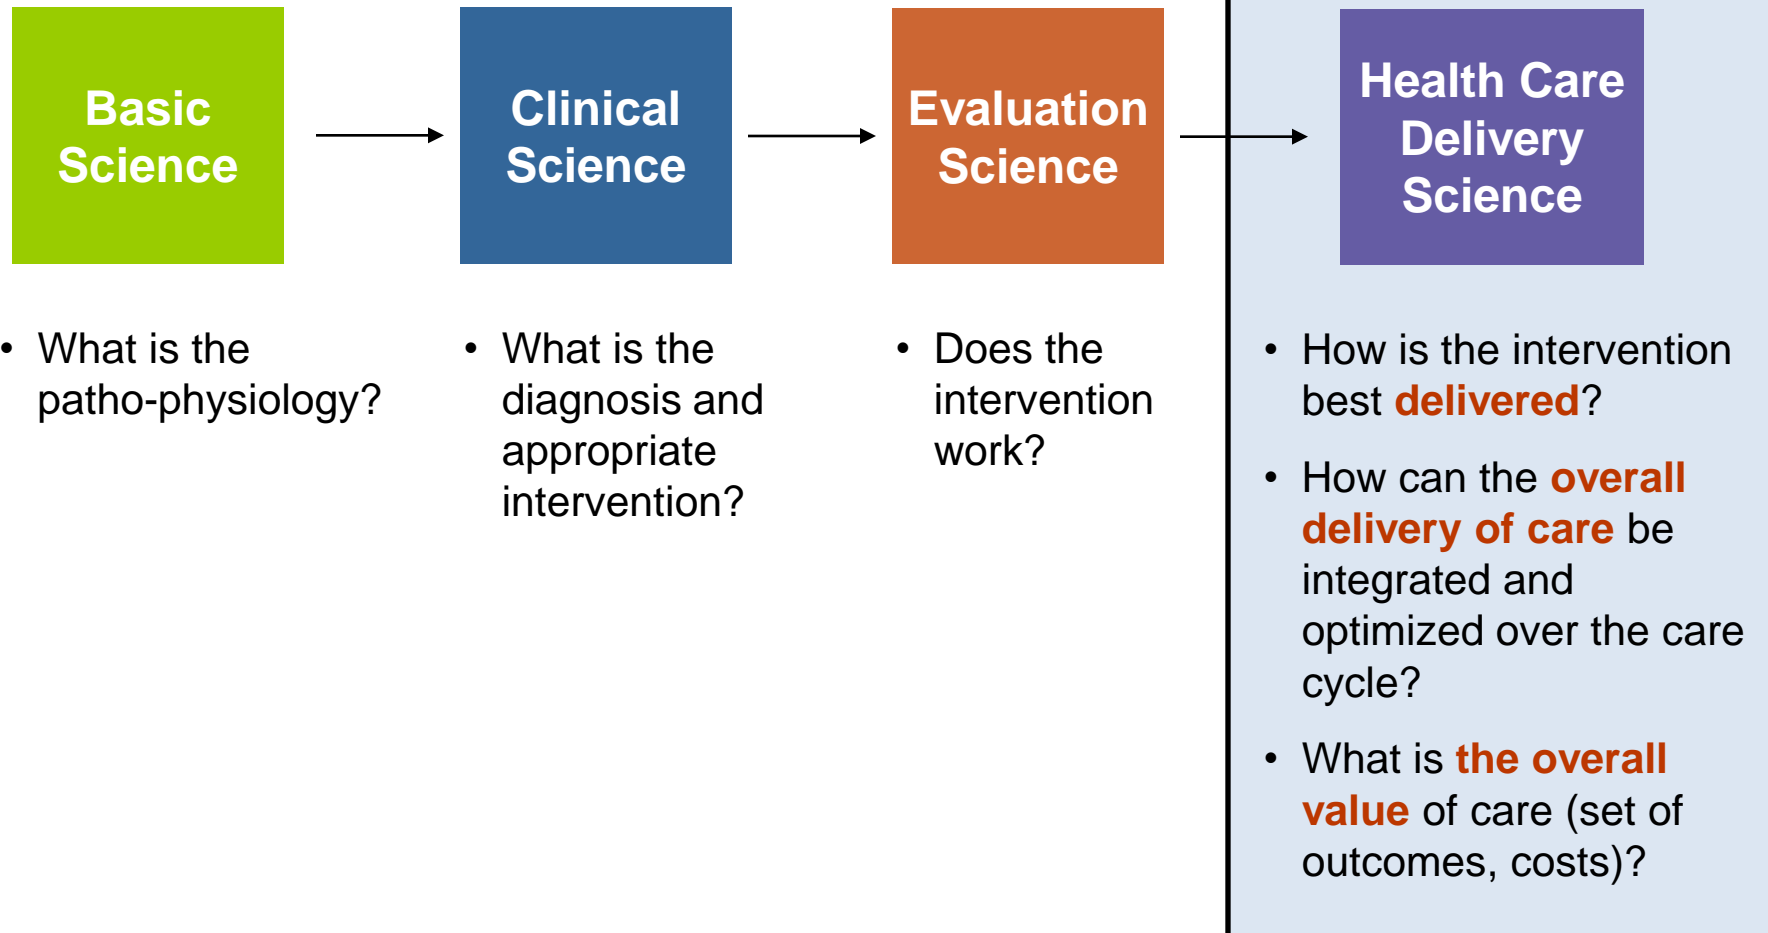 Basic
Science
Clinical
Science
Evaluation
Science
Health Care
Delivery
Science
• What is the
patho-physiology?
• What is the
diagnosis and
appropriate
intervention?
• Does the
intervention
work?
• How is the intervention
best delivered?
• How can the overall
delivery of care be
integrated and
optimized over the care
cycle?
• What is the overall
value of care (set of
outcomes, costs)?